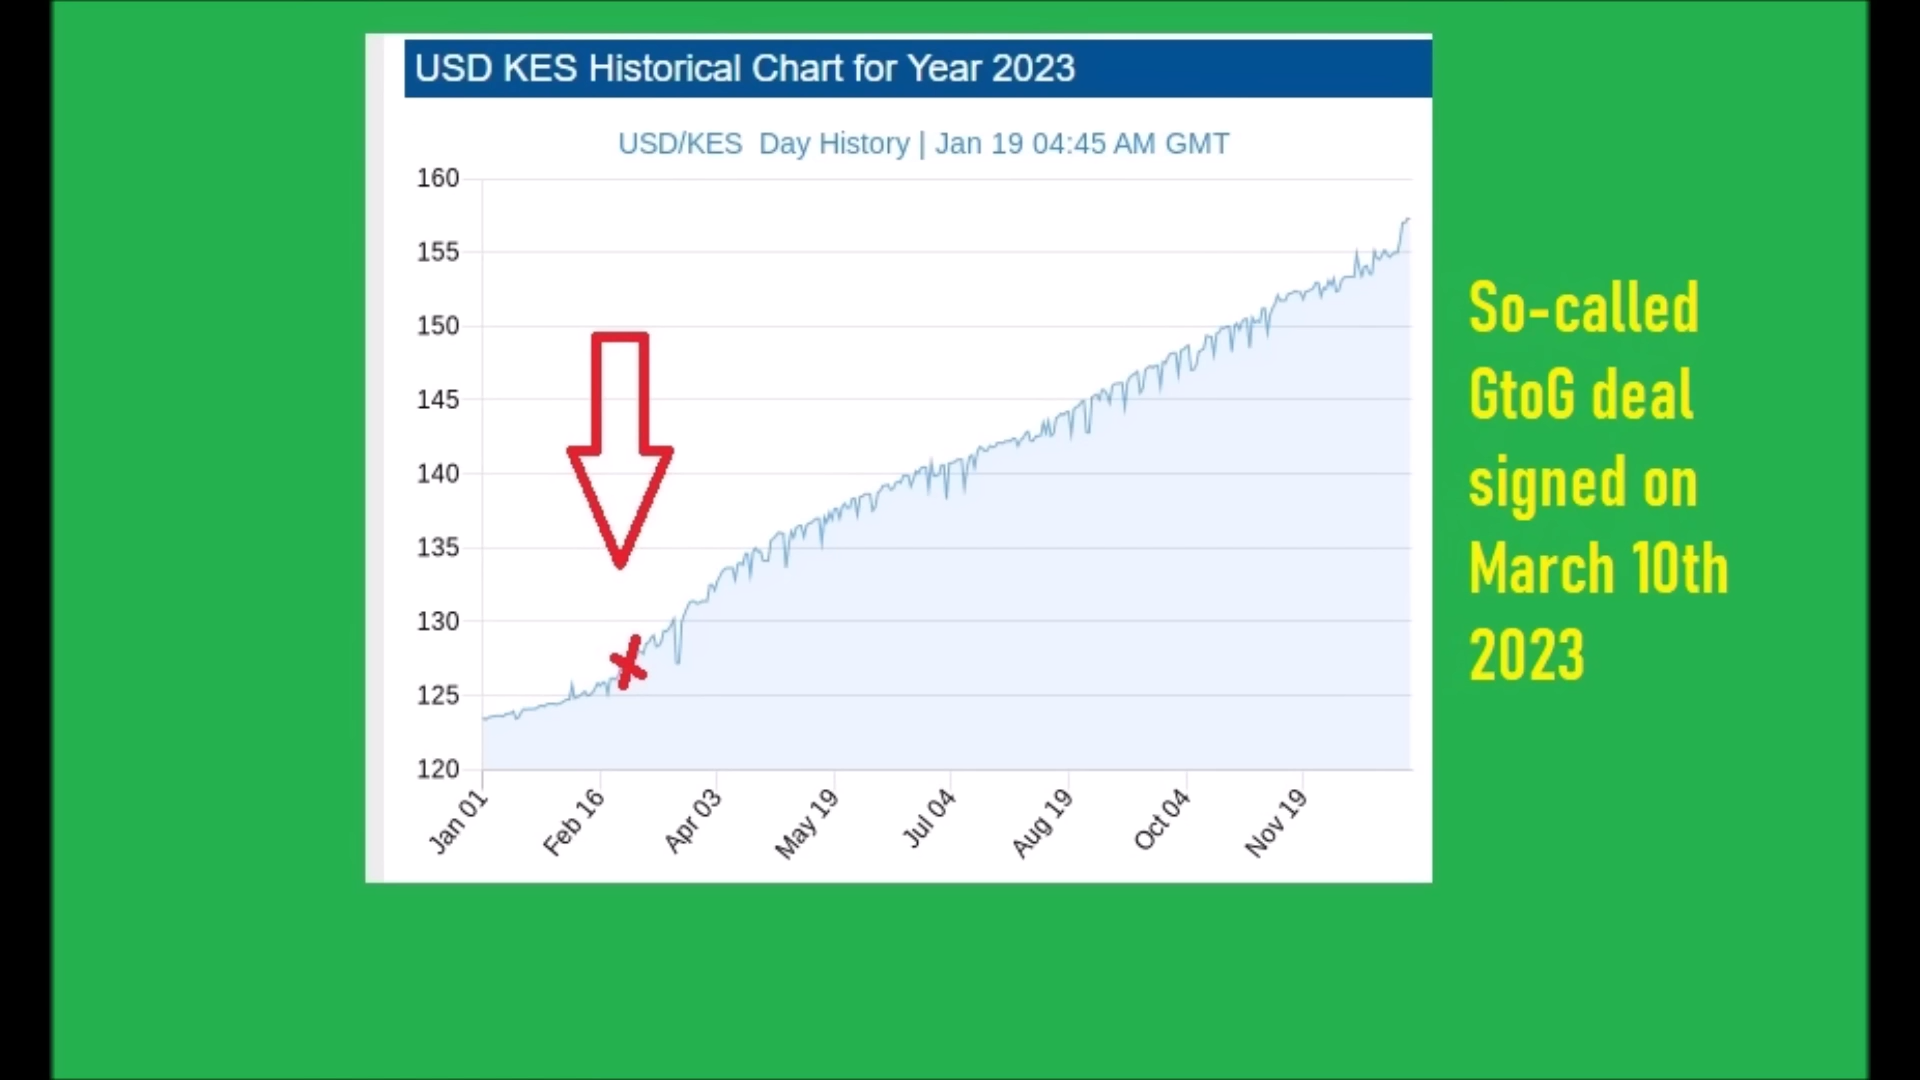 USD KES Historical Chart for Year 2023
USD/KES Day History | Jan 19 04:45 AM GMT
160
155
150
145
140
135
130
125
120
Jan 01
Feb 16
Apr 03
May 19
Jul 04
Aug 19
Oct 04
Nov 19
So-called
GtoG deal
signed on
March 10th
2023